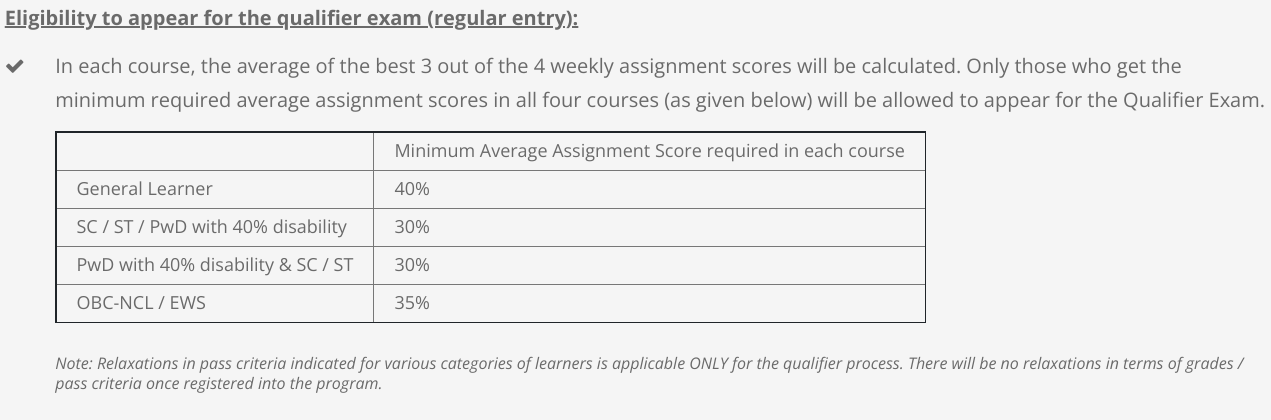 Eligibility to appear for the qualifier exam (regular entry):
In each course, the average of the best 3 out of the 4 weekly assignment scores will be calculated. Only those who get the
minimum required average assignment scores in all four courses (as given below) will be allowed to appear for the Qualifier Exam.
Minimum Average Assignment Score required in each course
General Learner 40%
SC / ST / PwD with 40% disability 30%
PwD with 40% disability & SC / ST 30%
OBC-NCL / EWS 35%
Note: Relaxations in pass criteria indicated for various categories of learners is applicable ONLY for the qualifier process. There will be no relaxations in terms of grades /
pass criteria once registered into the program.